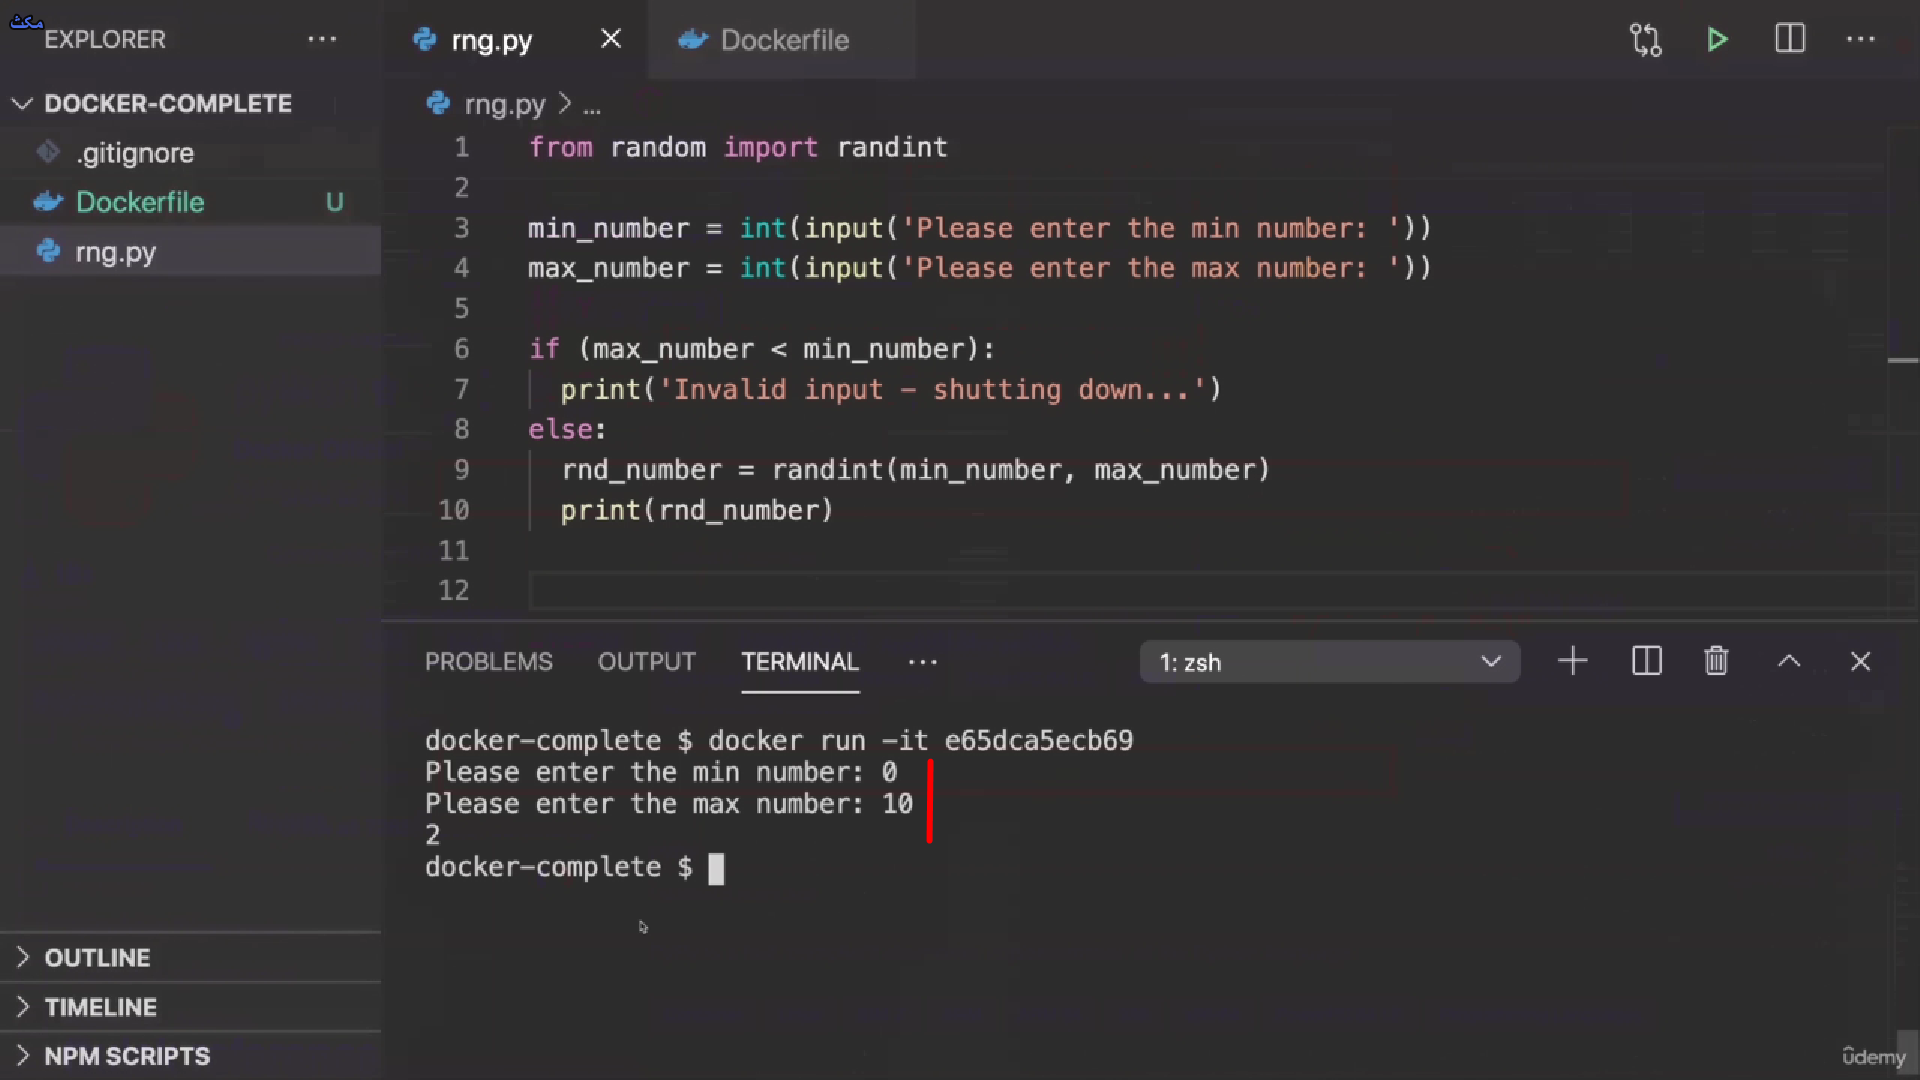 مکث
EXPLORER ...
DOCKER-COMPLETE
.gitignore
Dockerfile U
rng.py
rng.py
Dockerfile
rng.py > ...
1 from random import randint
2
3 min_number = int(input('Please enter the min number: '))
4 max_number = int(input('Please enter the max number: '))
5
6 if (max_number < min_number):
7 print('Invalid input - shutting down...')
8 else:
9 rnd_number = randint(min_number, max_number)
10 print(rnd_number)
11
12
PROBLEMS OUTPUT TERMINAL ... 1: zsh
docker-complete $ docker run -it e65dca5ecb69
Please enter the min number: 0
Please enter the max number: 10
2
docker-complete $
OUTLINE
TIMELINE
NPM SCRIPTS
ûdemy